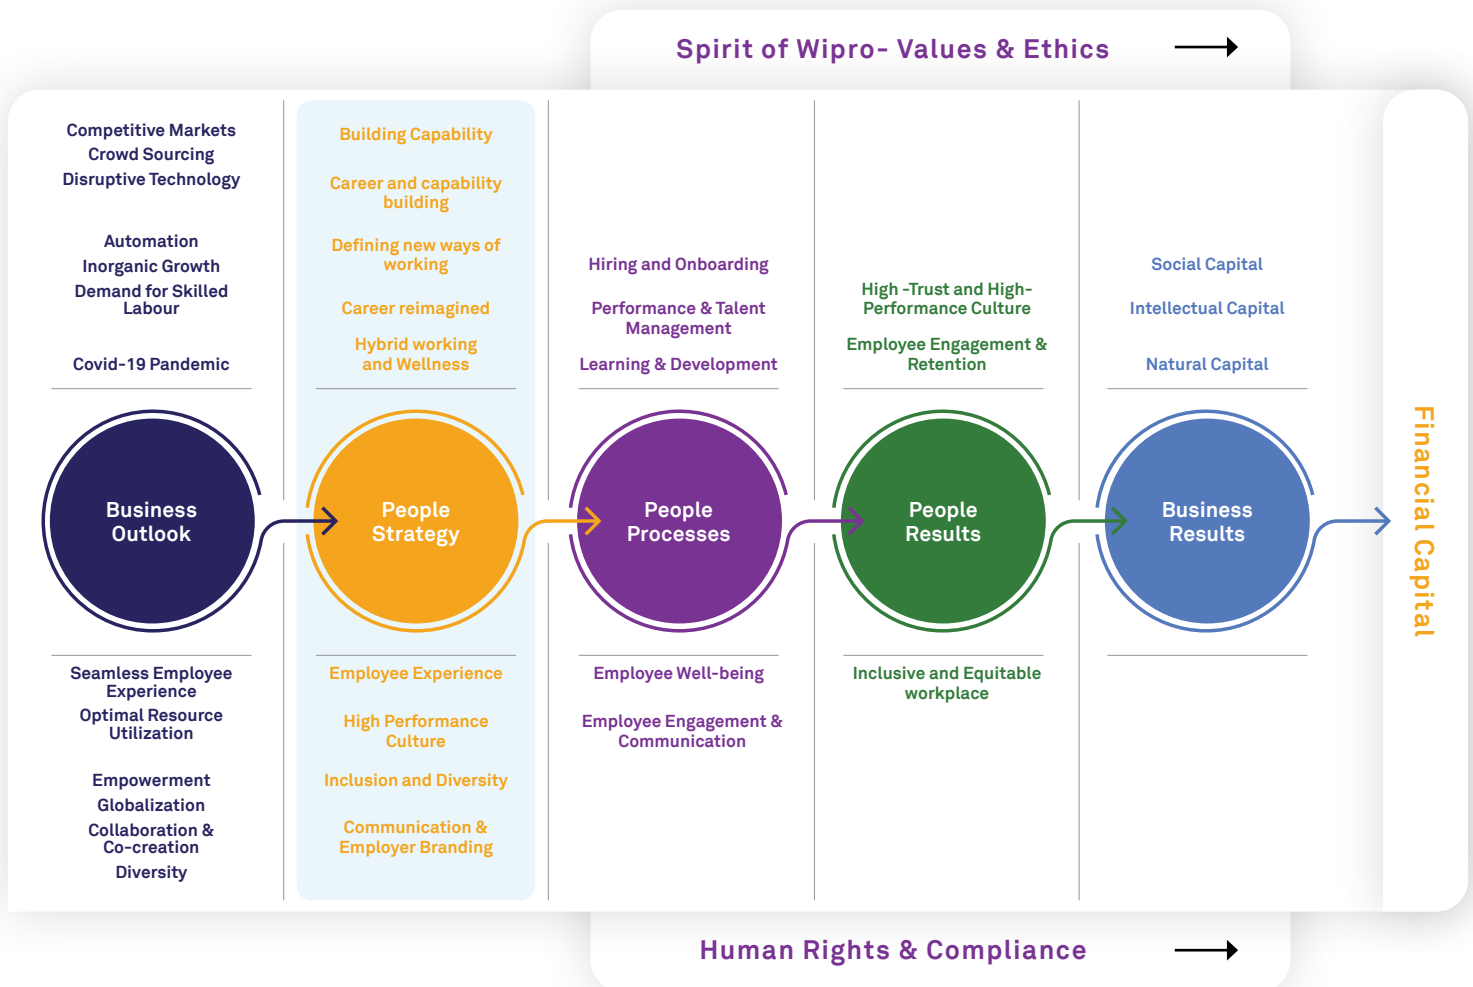 Spirit of Wipro- Values & Ethics
Competitive Markets
Crowd Sourcing
Disruptive Technology
Automation
Inorganic Growth
Demand for Skilled
Labour
Covid-19 Pandemic
Business
Outlook
Seamless Employee
Experience
Optimal Resource
Utilization
Empowerment
Globalization
Collaboration &
Co-creation
Diversity
Building Capability
Career and capability
building
Defining new ways of
working
Career reimagined
Hybrid working
and Wellness
People
Strategy
Employee Experience
High Performance
Culture
Inclusion and Diversity
Communication &
Employer Branding
Hiring and Onboarding
Performance & Talent
Management
Learning & Development
People
Processes
Employee Well-being
Employee Engagement &
Communication
High -Trust and High-
Performance Culture
Employee Engagement &
Retention
People
Results
Inclusive and Equitable
workplace
Social Capital
Intellectual Capital
Natural Capital
Business
Results
Financial Capital
Human Rights & Compliance